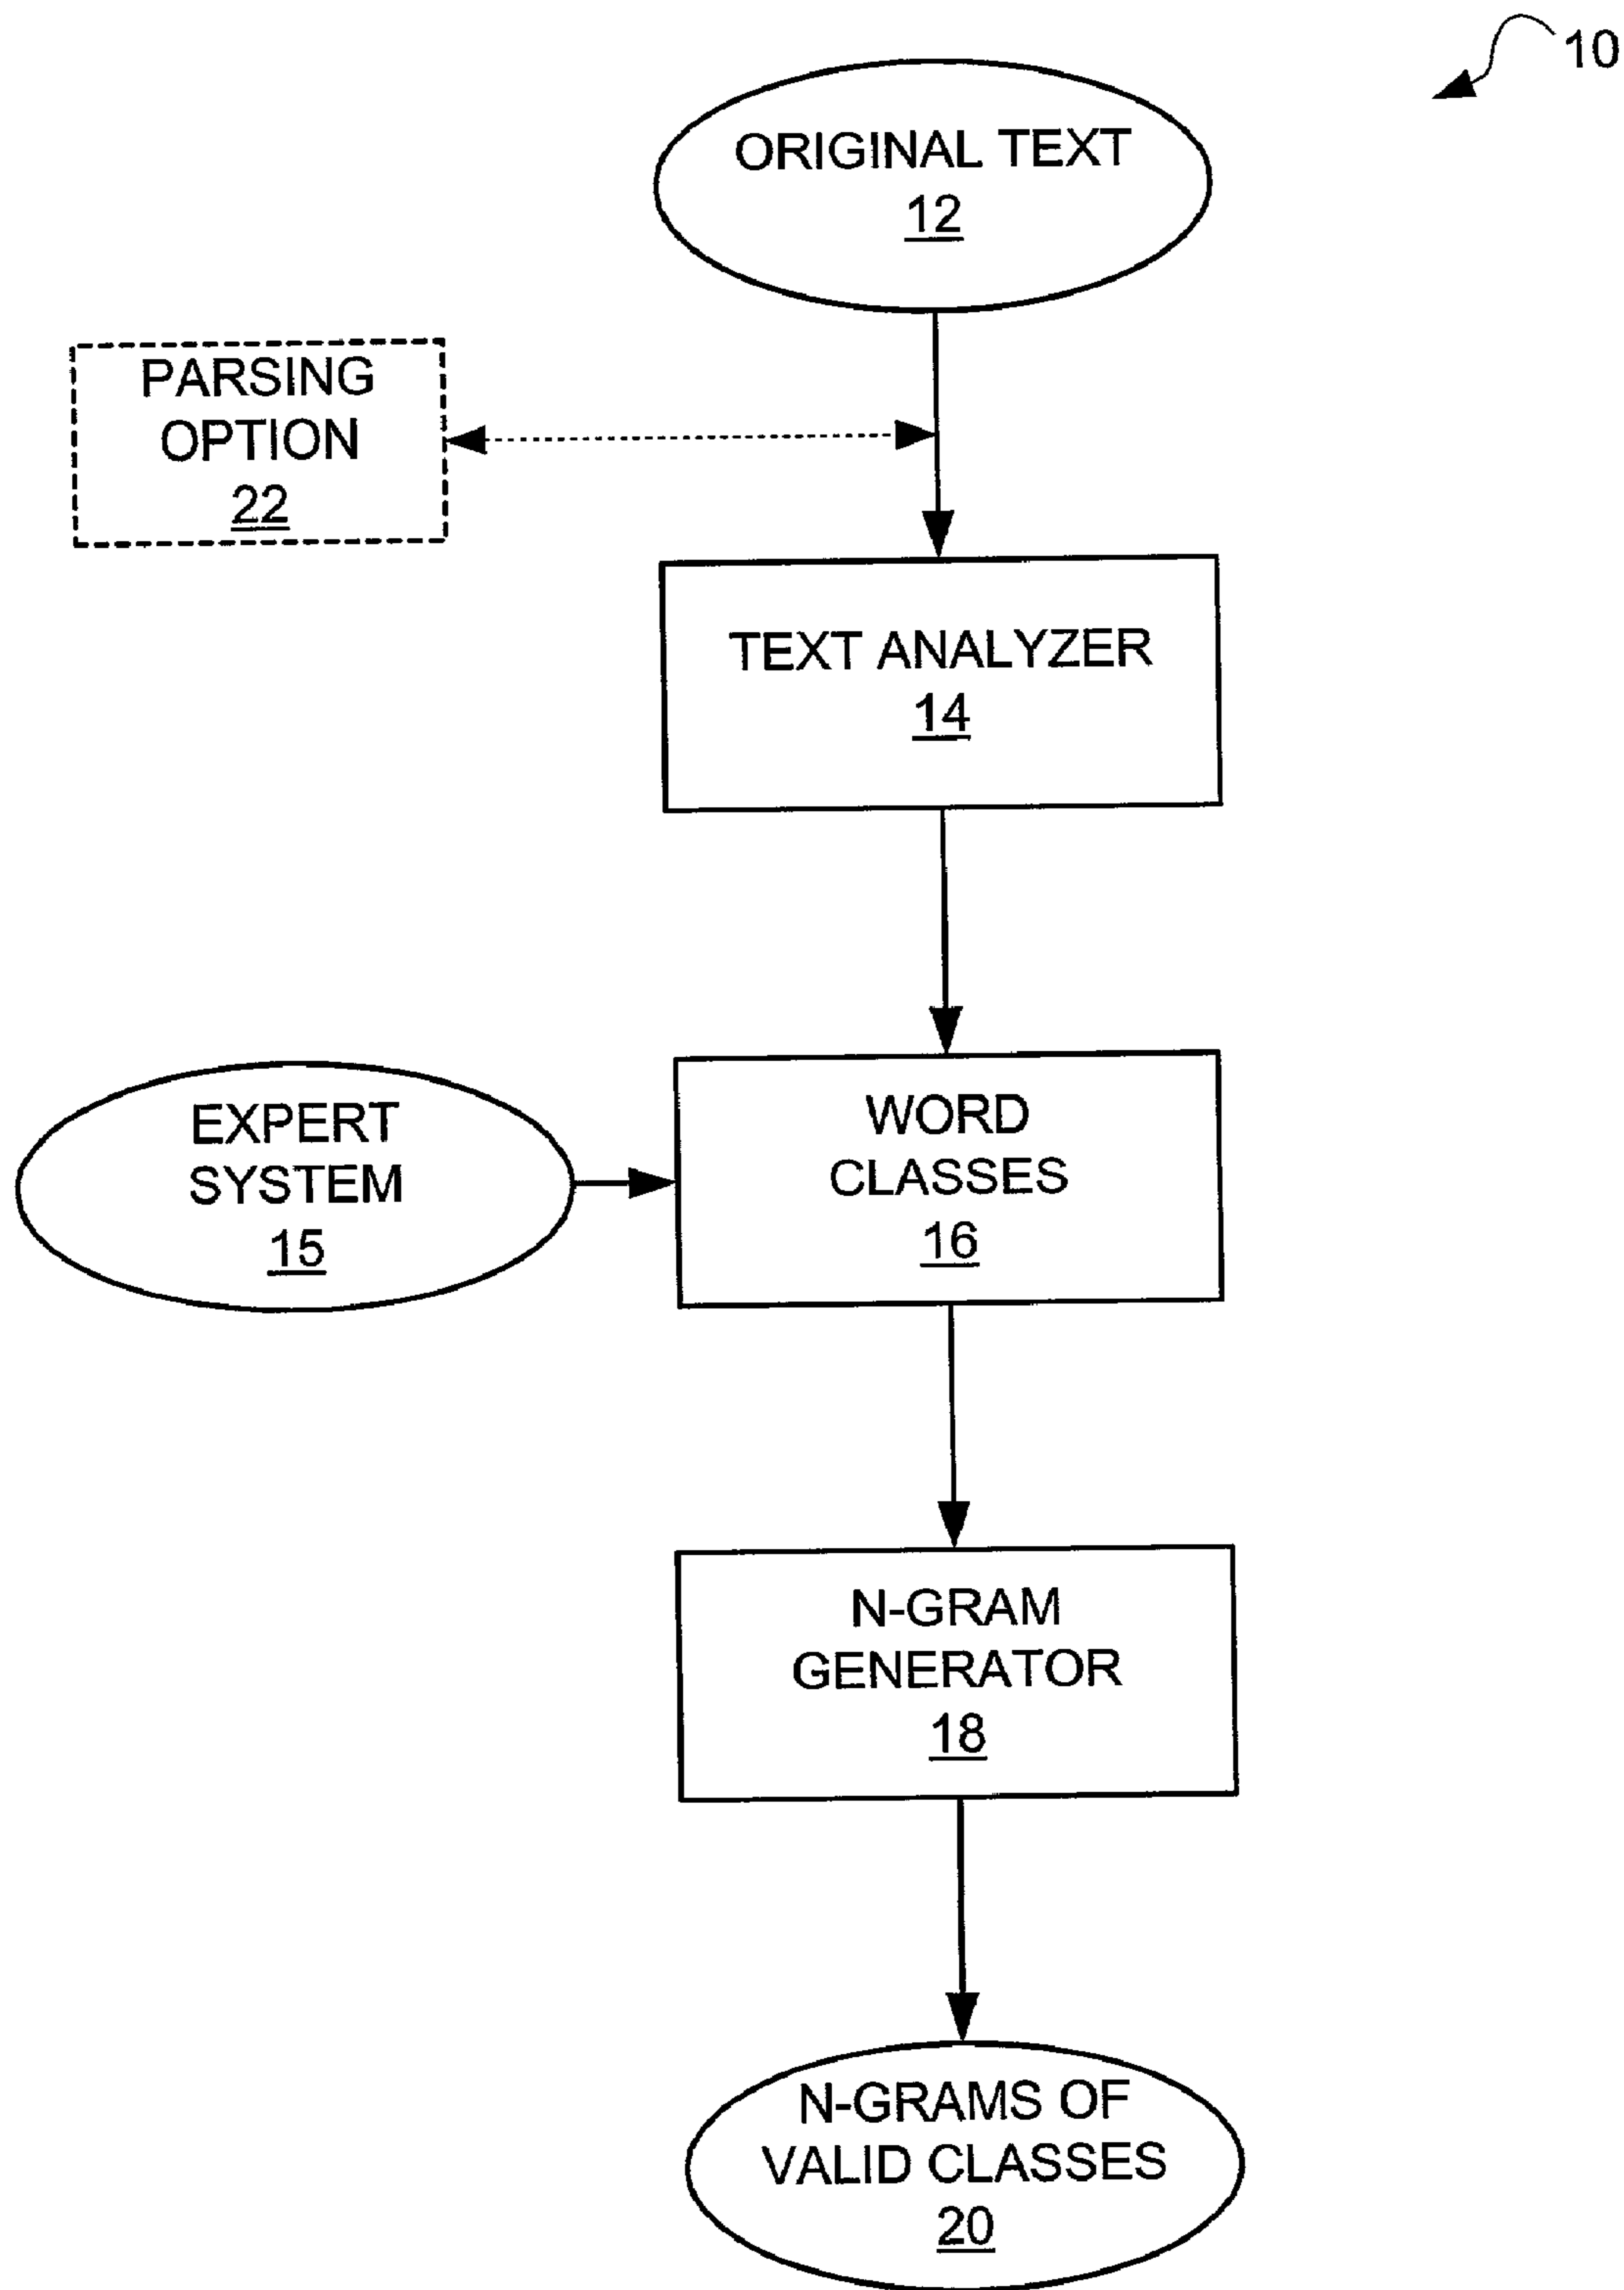 10
ORIGINAL TEXT
12
PARSING
OPTION
22
TEXT ANALYZER
14
EXPERT
SYSTEM
15
WORD
CLASSES
16
N-GRAM
GENERATOR
18
N-GRAMS OF
VALID CLASSES
20